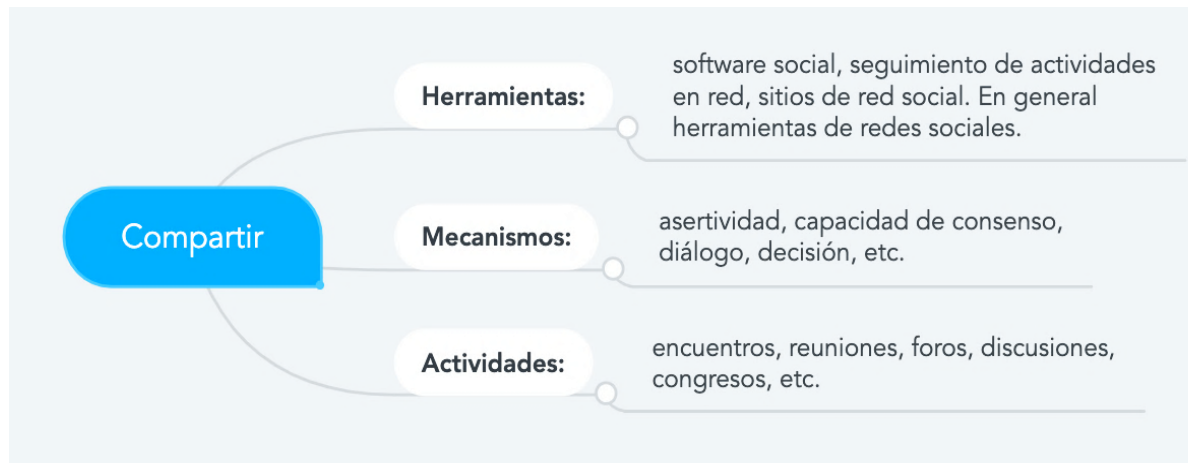 Compartir
Herramientas:
software social, seguimiento de actividades
en red, sitios de red social. En general
herramientas de redes sociales.
Mecanismos:
asertividad, capacidad de consenso,
diálogo, decisión, etc.
Actividades:
encuentros, reuniones, foros, discusiones,
congresos, etc.